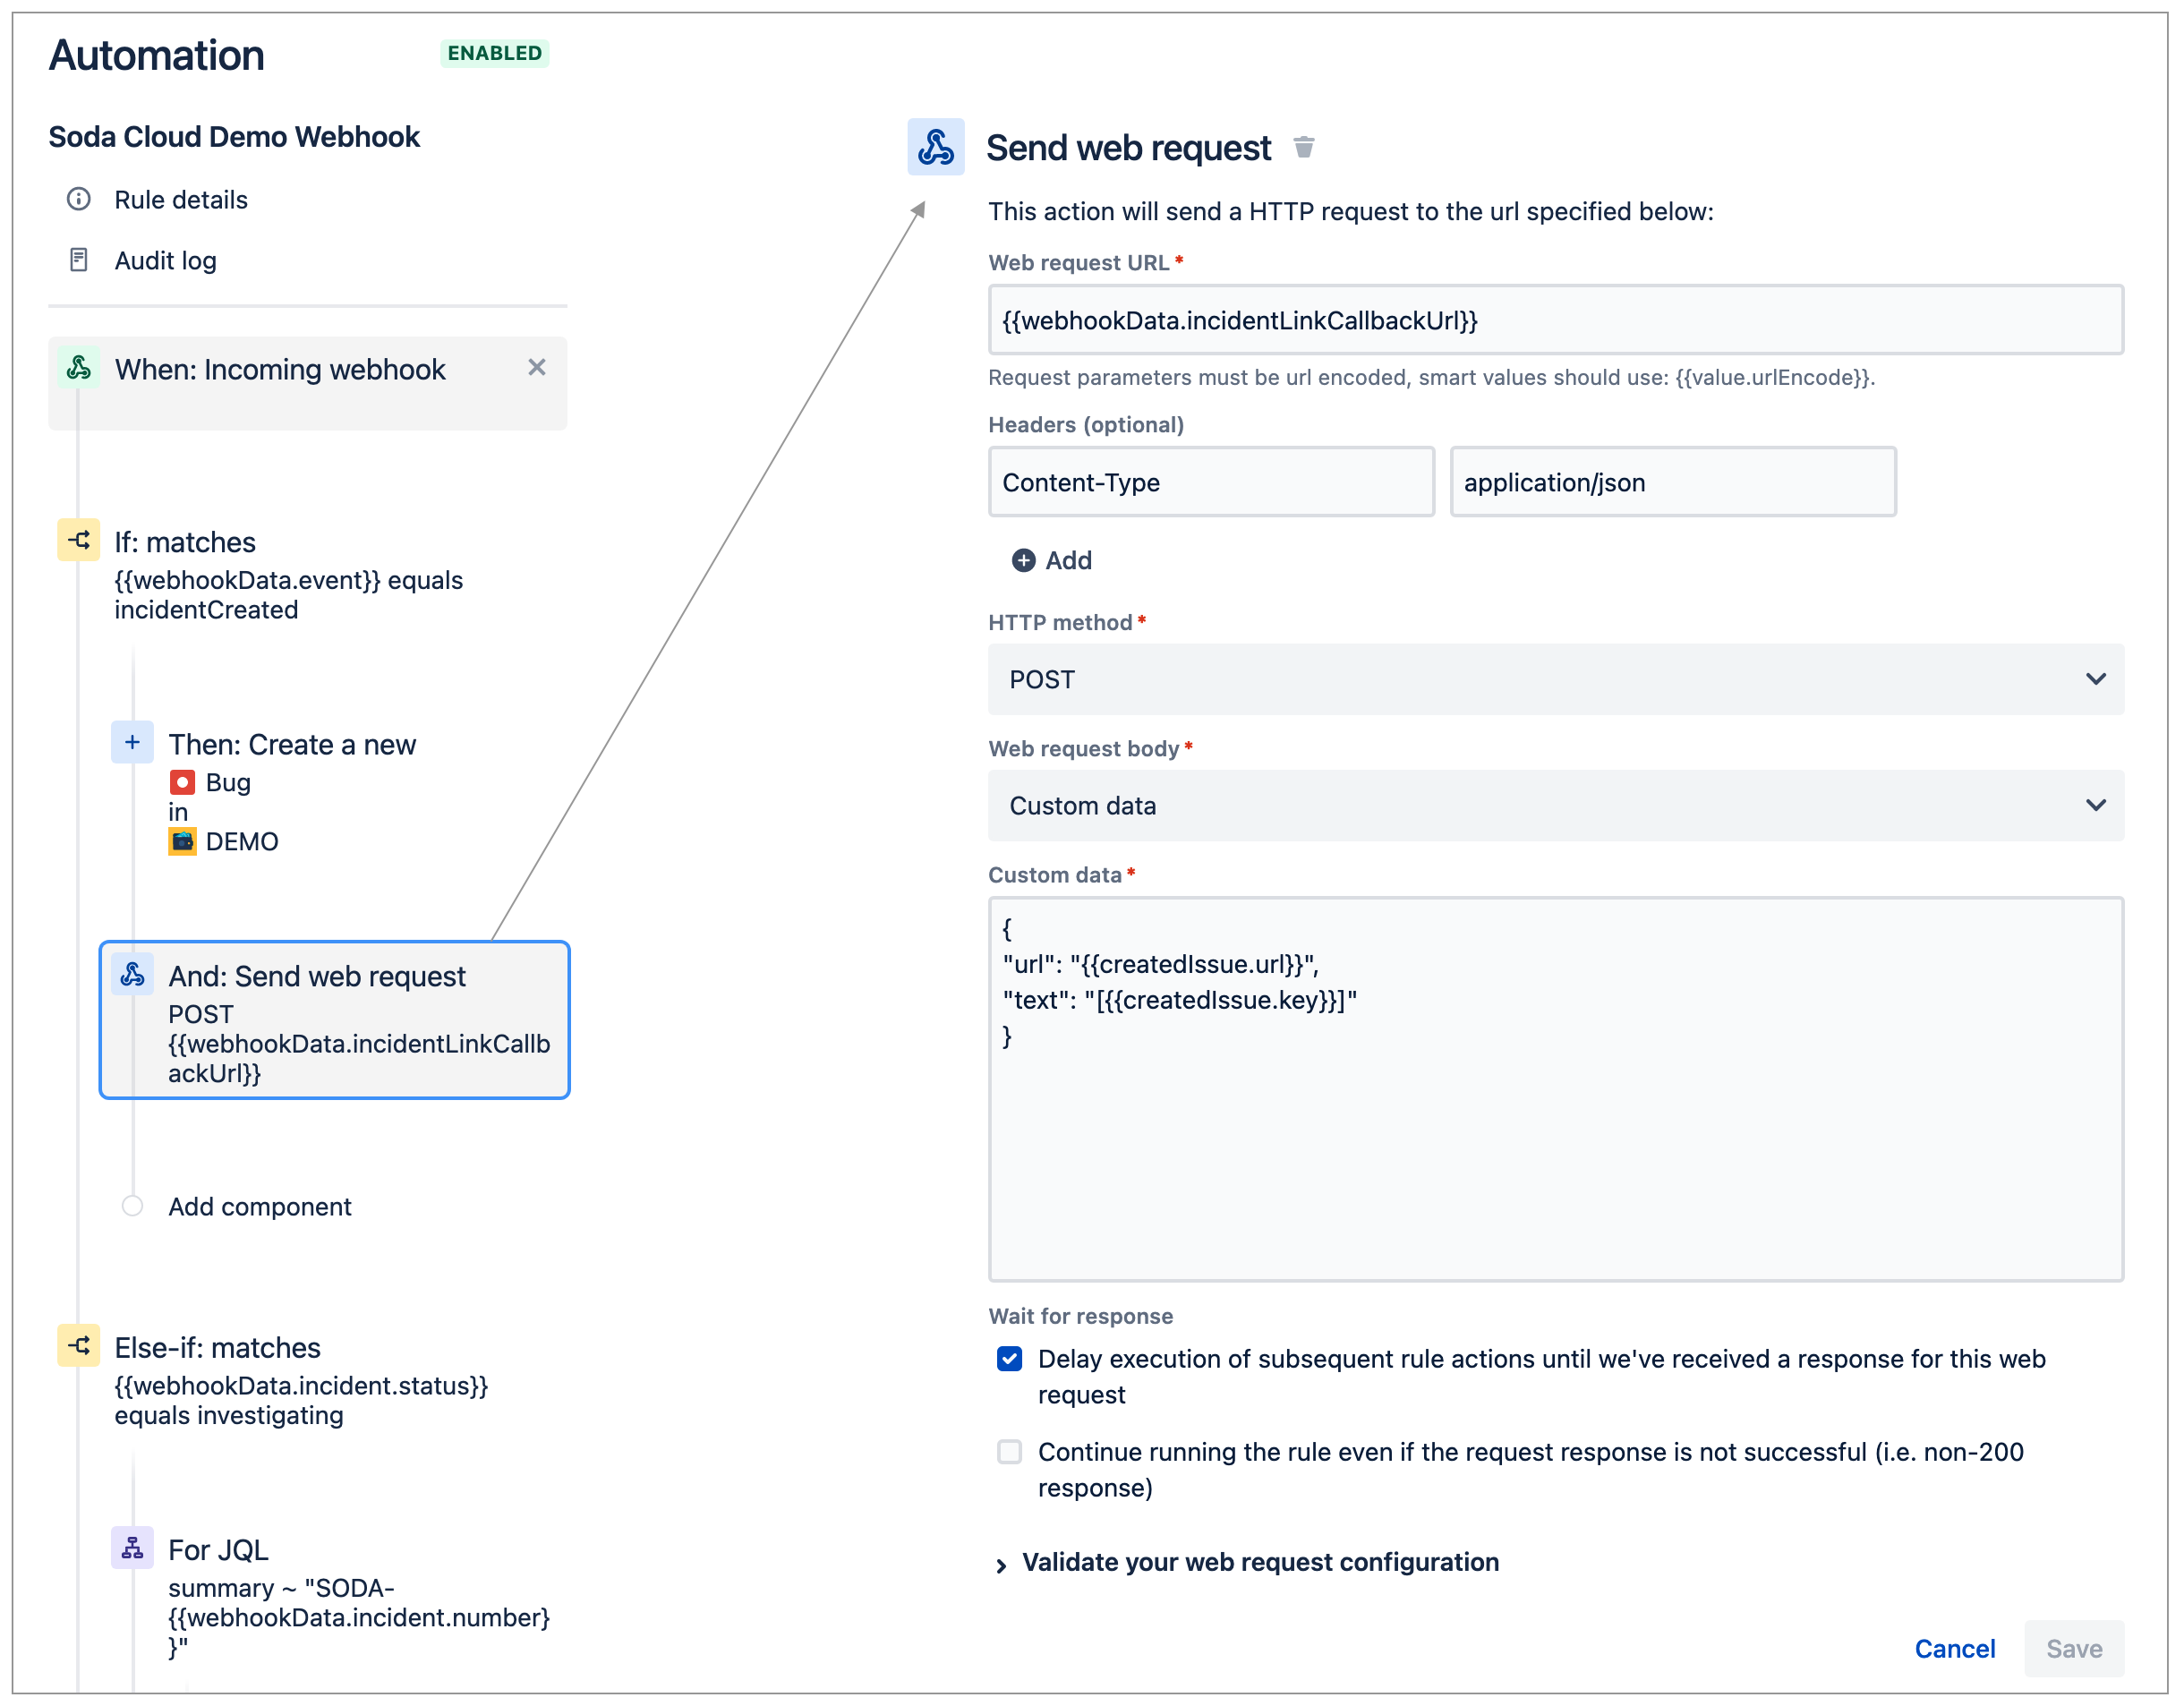 Automation
ENABLED
Soda Cloud Demo Webhook
Rule details
Audit log
When: Incoming webhook
If: matches
{{webhookData.event}} equals
incidentCreated
Then: Create a new
Bug
in
DEMO
And: Send web request
POST
{{webhookData.incidentLinkCallb
ackUrl}}
Add component
Else-if: matches
{{webhookData.incident.status}}
equals investigating
For JQL
summary ~ "SODA-
{{webhookData.incident.number}
}"
Send web request
This action will send a HTTP request to the url specified below:
Web request URL*
{{webhookData.incidentLinkCallbackUrl}}
Request parameters must be url encoded, smart values should use: {{value.urlEncode}}.
Headers (optional)
Content-Type
application/json
Add
HTTP method*
POST
Web request body*
Custom data
Custom data*
{
"url": "{{createdIssue.url}}",
"text": "[{{createdIssue.key}}]"
}
Wait for response
Delay execution of subsequent rule actions until we've received a response for this web
request
Continue running the rule even if the request response is not successful (i.e. non-200
response)
Validate your web request configuration
Cancel
Save